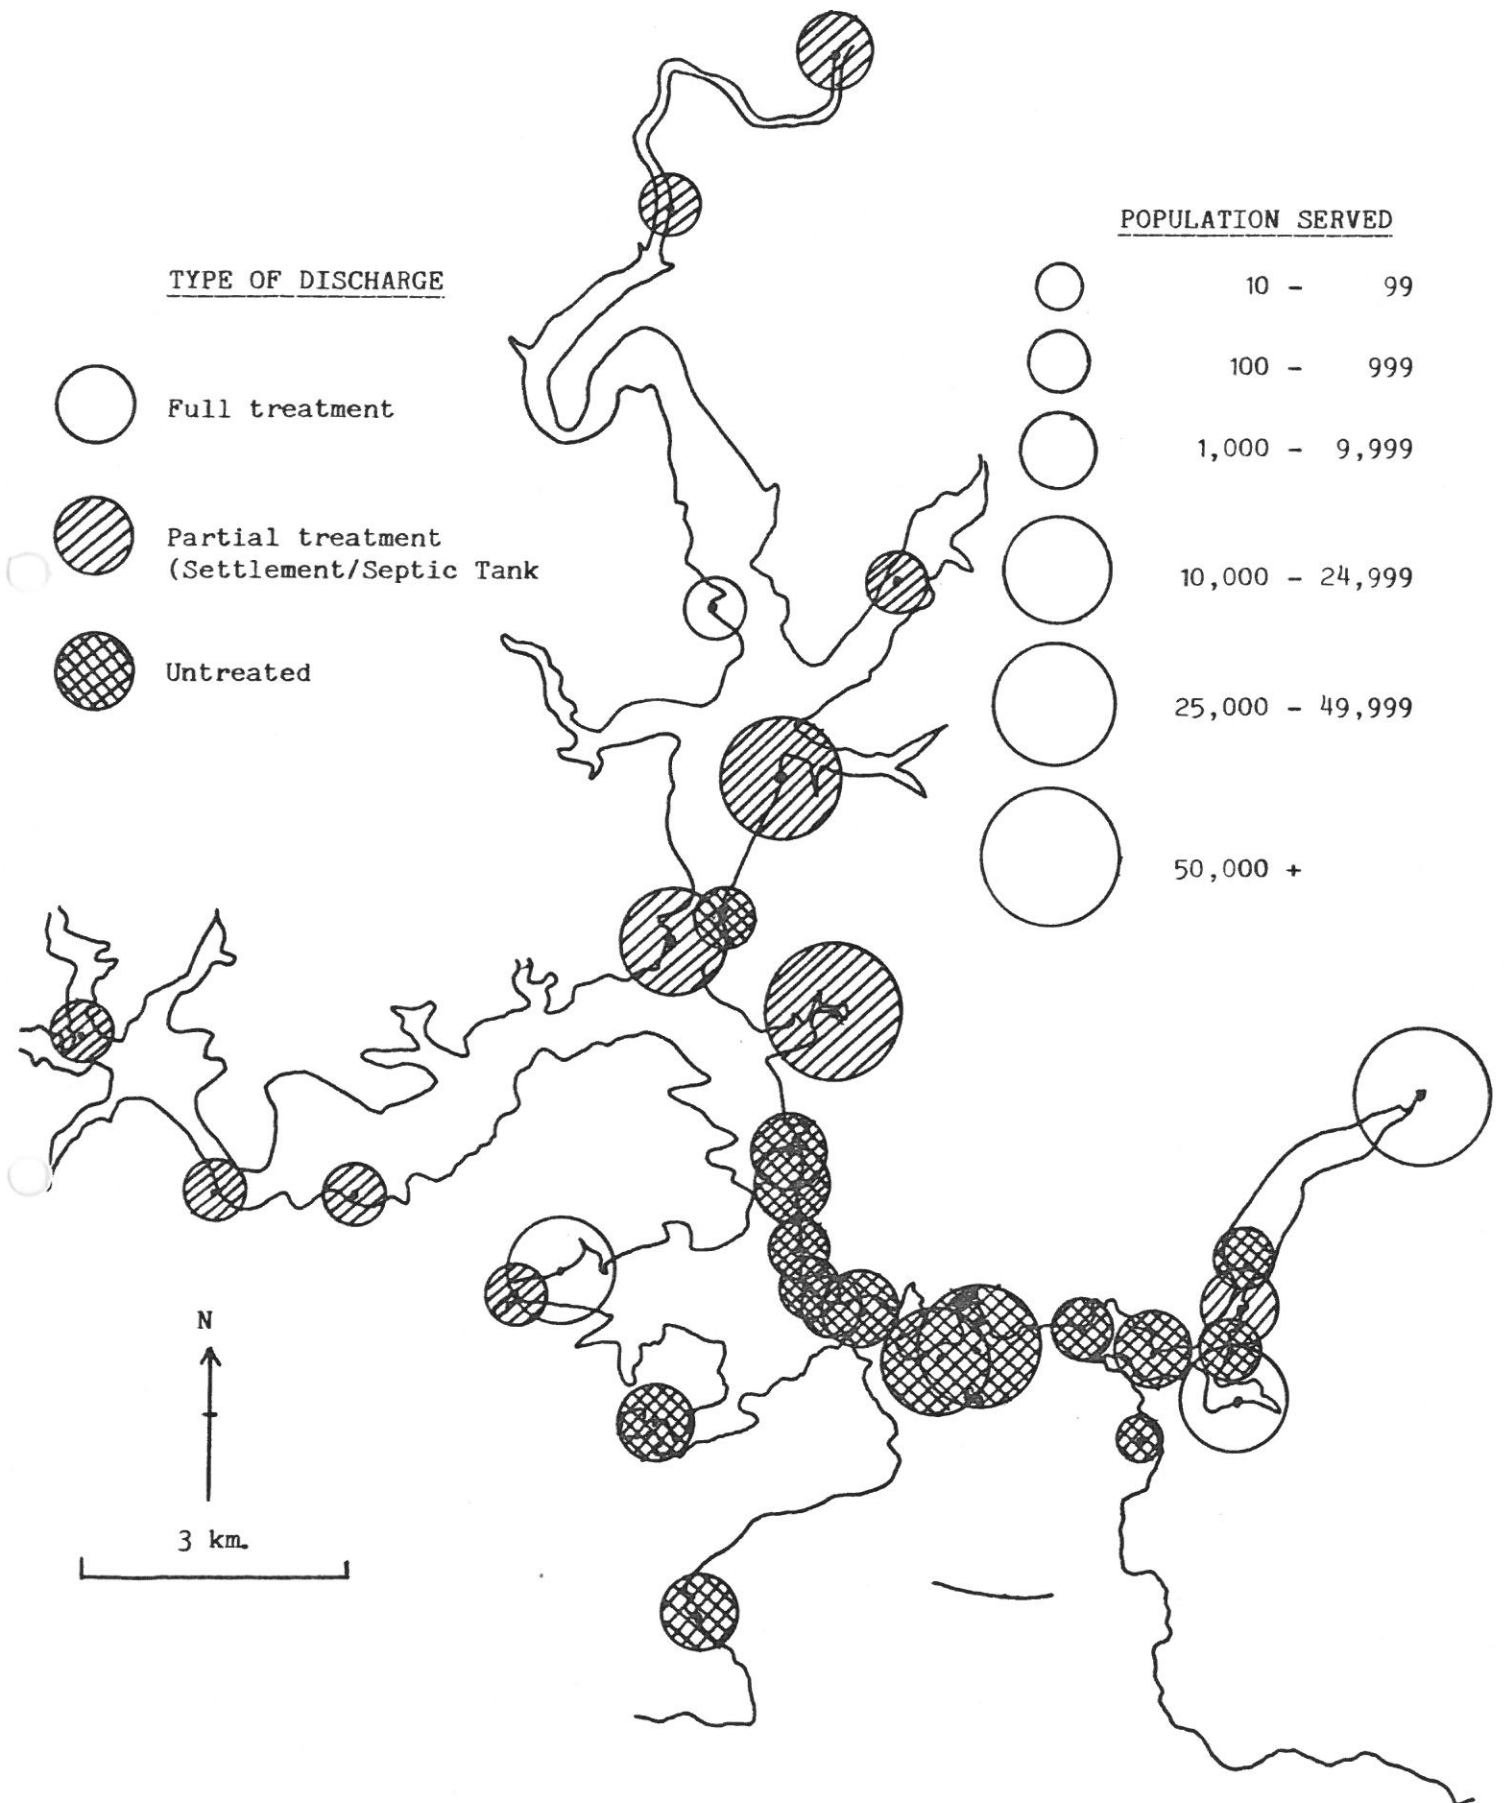 TYPE OF DISCHARGE
Full treatment
Partial treatment
(Settlement/Septic Tank
Untreated
POPULATION SERVED
10 - 99
100 - 999
1,000 - 9,999
10,000 - 24,999
25,000 - 49,999
50,000 +
N
3 km.